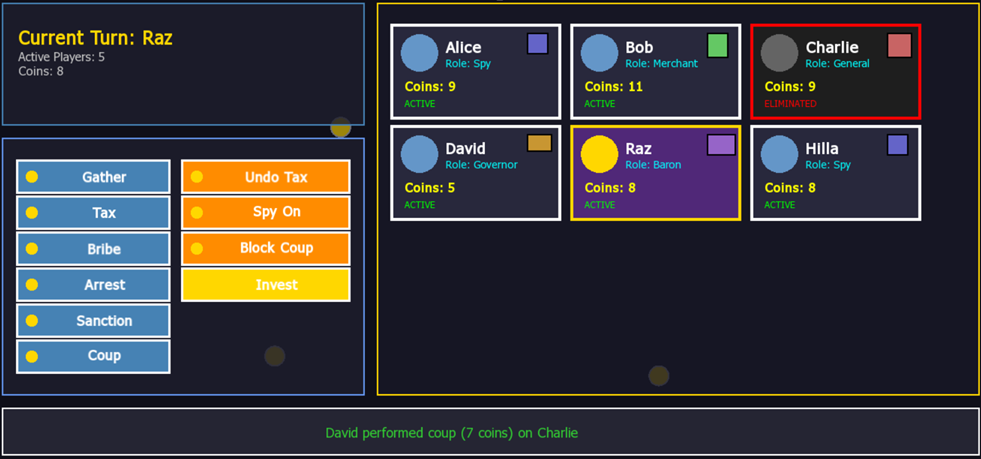 Current Turn: Raz
Active Players: 5
Coins: 8
Gather
Tax
Bribe
Arrest
Sanction
Coup
Undo Tax
Spy On
Block Coup
Invest
Alice
Role: Spy
Coins: 9
ACTIVE
Bob
Role: Merchant
Coins: 11
ACTIVE
Charlie
Role: General
Coins: 9
ELIMINATED
David
Role: Governor
Coins: 5
ACTIVE
Raz
Role: Baron
Coins: 8
ACTIVE
Hilla
Role: Spy
Coins: 8
ACTIVE
David performed coup (7 coins) on Charlie